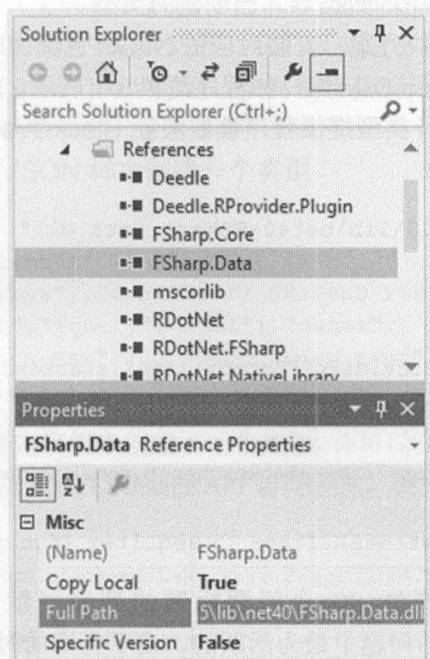 Solution Explorer
Search Solution Explorer (Ctrl+;)
References
Deedle
Deedle.RProvider.Plugin
FSharp.Core
FSharp.Data
mscorlib
RDotNet
RDotNet.FSharp
RDotNet.NativeLibrary
Properties
FSharp.Data Reference Properties
Misc
(Name) FSharp.Data
Copy Local True
Full Path 5\lib\net40\FSharp.Data.dll
Specific Version False